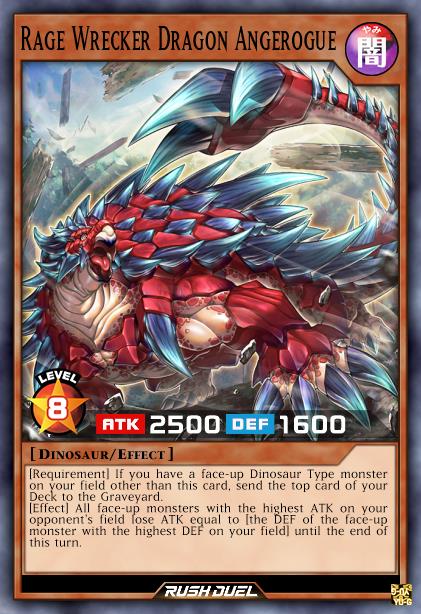 Rage Wrecker Dragon Angerogue
やみ
闇
LEVEL
8
ATK 2500 DEF 1600
[Dinosaur/Effect]
[Requirement] If you have a face-up Dinosaur Type monster
on your field other than this card, send the top card of your
Deck to the Graveyard.
[Effect] All face-up monsters with the highest ATK on your
opponent's field lose ATK equal to [the DEF of the face-up
monster with the highest DEF on your field] until the end of
this turn.
RUSH DUEL